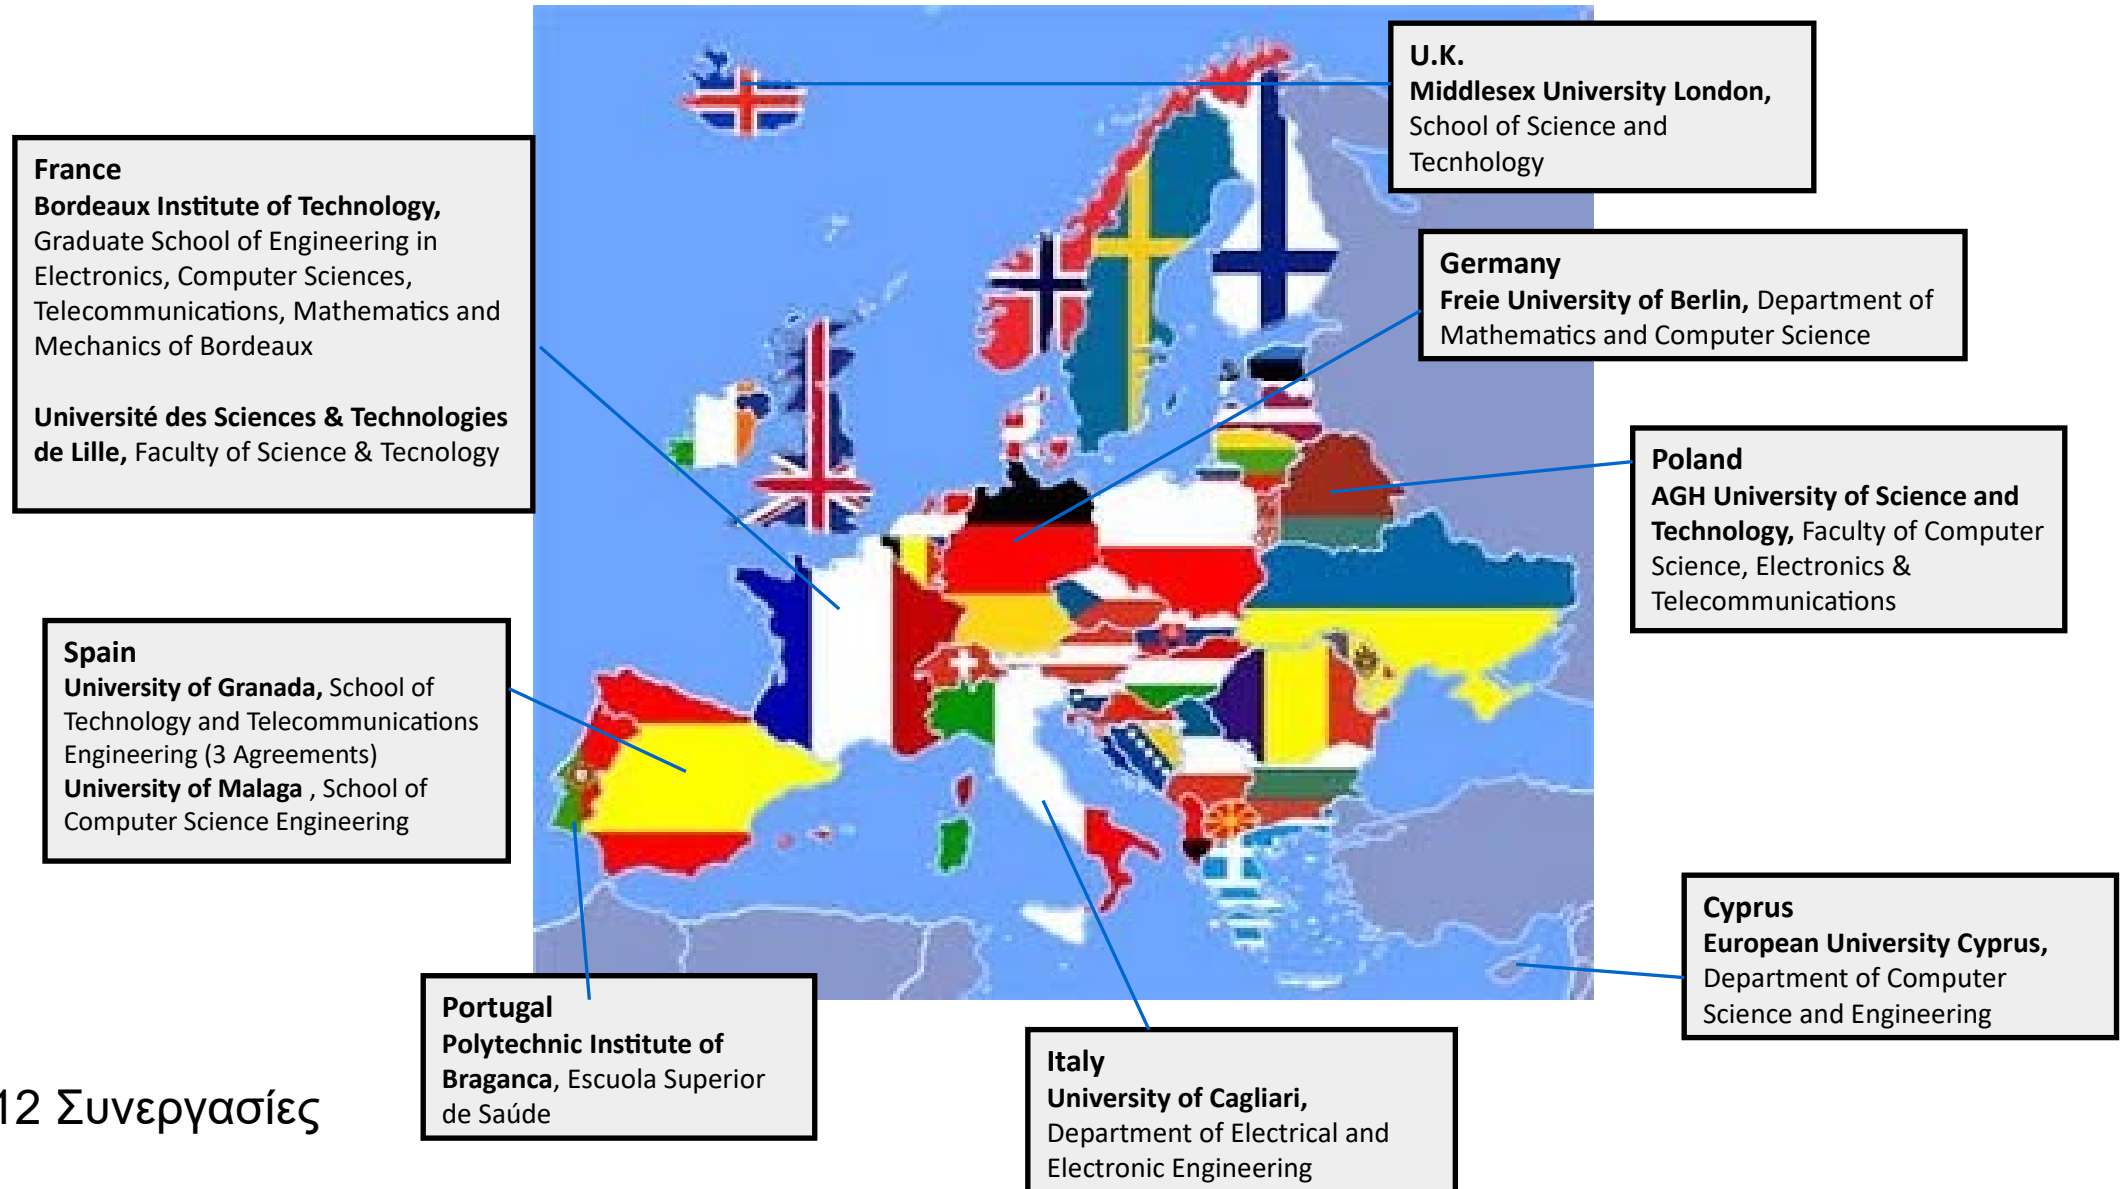 U.K.
Middlesex University London,
School of Science and
Tecnhology
France
Bordeaux Institute of Technology,
Graduate School of Engineering in
Electronics, Computer Sciences,
Telecommunications, Mathematics and
Mechanics of Bordeaux
Université des Sciences & Technologies
de Lille, Faculty of Science & Tecnology
Germany
Freie University of Berlin, Department of
Mathematics and Computer Science
Poland
AGH University of Science and
Technology, Faculty of Computer
Science, Electronics &
Telecommunications
Spain
University of Granada, School of
Technology and Telecommunications
Engineering (3 Agreements)
University of Malaga , School of
Computer Science Engineering
Cyprus
European University Cyprus,
Department of Computer
Science and Engineering
Portugal
Polytechnic Institute of
Braganca, Escuola Superior
de Saúde
Italy
University of Cagliari,
Department of Electrical and
Electronic Engineering
12 Συνεργασίες